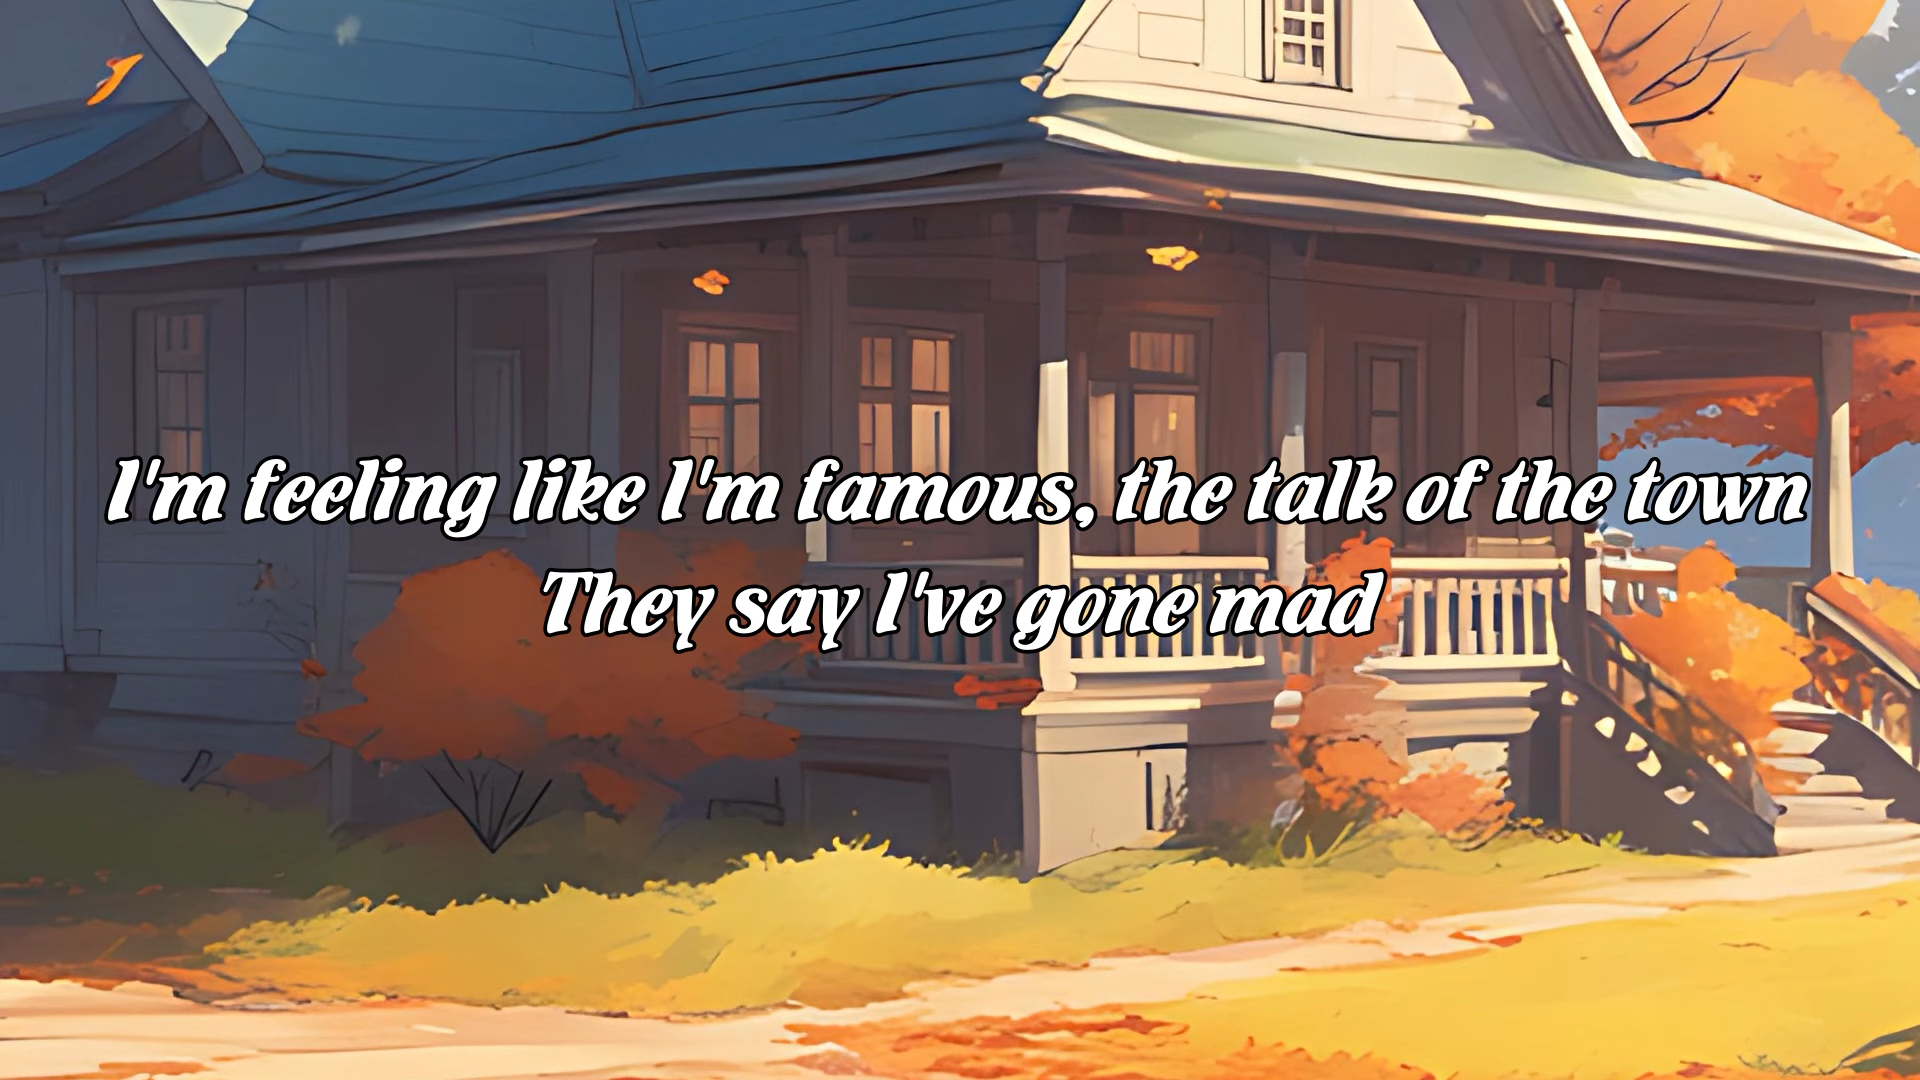 I'm feeling like I'm famous, the talk of the town
They say I've gone mad